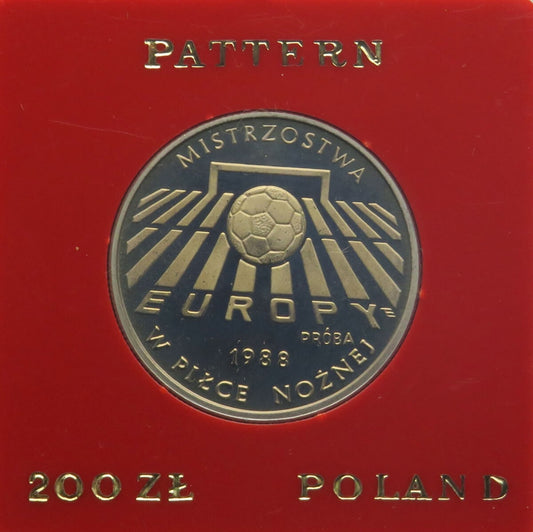 PATTERN
MISTRZOSTWA
EUROPY
PRÓBA
1988
W PIŁCE NOŻNEJ
200 ZŁ POLAND